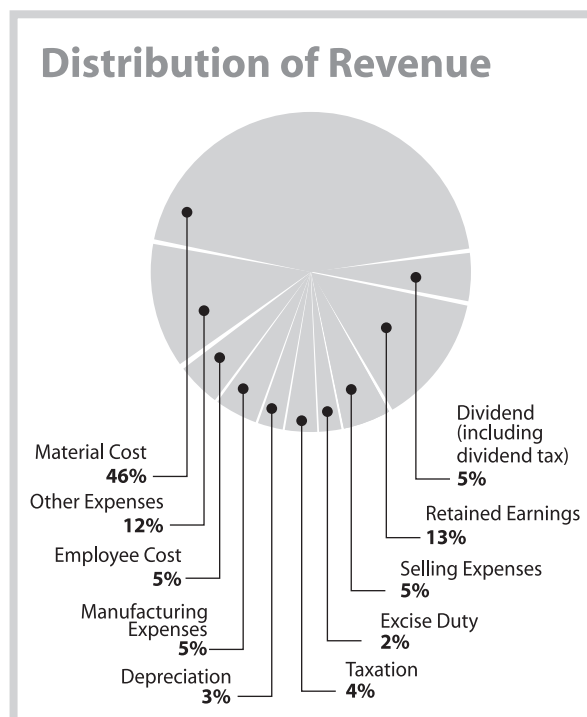 Distribution of Revenue
Material Cost
46%
Other Expenses
12%
Employee Cost
5%
Manufacturing
Expenses
5%
Depreciation
3%
Taxation
4%
Excise Duty
2%
Selling Expenses
5%
Retained Earnings
13%
Dividend
(including
dividend tax)
5%